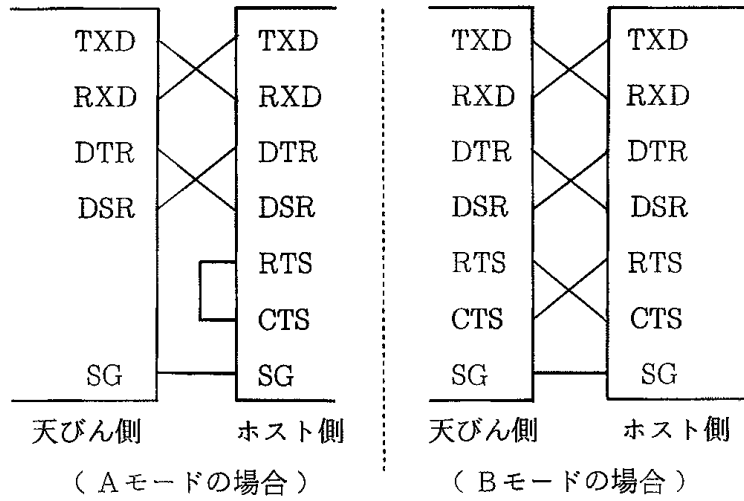 TXD TXD
RXD RXD
DTR DTR
DSR DSR
RTS
CTS
SG SG
天びん側 ホスト側
( Aモードの場合 )
TXD TXD
RXD RXD
DTR DTR
DSR DSR
RTS RTS
CTS CTS
SG SG
天びん側 ホスト側
( Bモードの場合 )